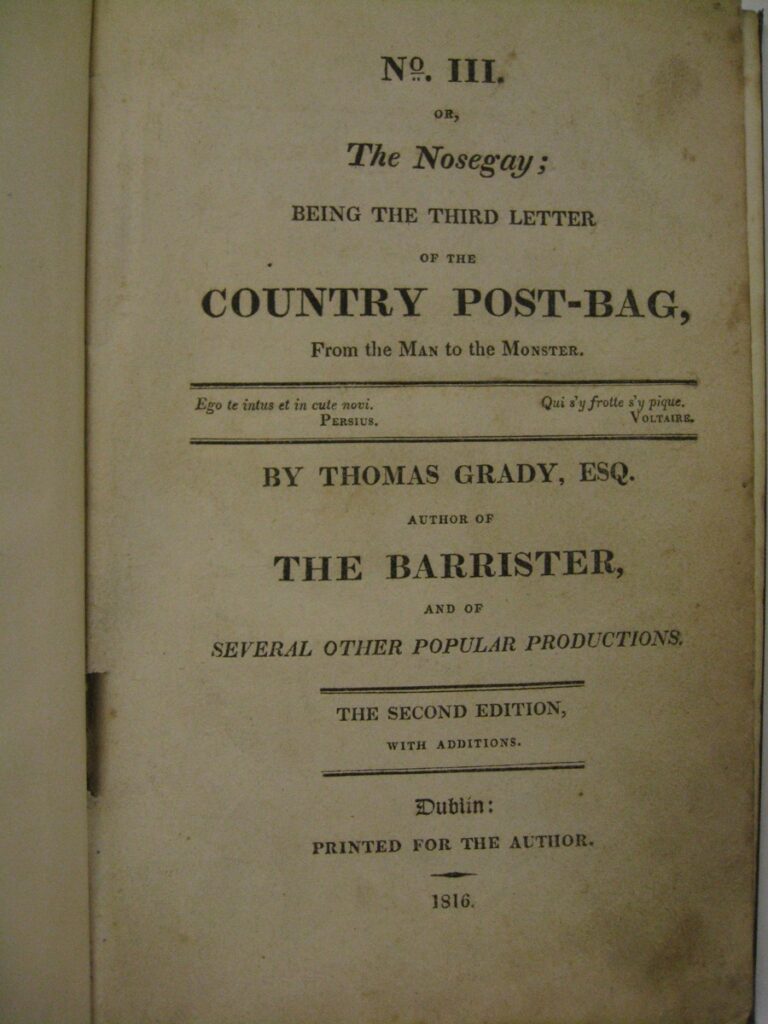 Nº. III.
OR,
The Nosegay;
BEING THE THIRD LETTER
OF THE
COUNTRY POST-BAG,
From the MAN to the MONSTER.
Ego te intus et in cute novi.
PERSIUS.
Qui s'y frotte s'y pique.
VOLTAIRE.
BY THOMAS GRADY, ESQ.
AUTHOR OF
THE BARRISTER,
AND OF
SEVERAL OTHER POPULAR PRODUCTIONS.
THE SECOND EDITION,
WITH ADDITIONS.
Dublin:
PRINTED FOR THE AUTHOR.
1816.